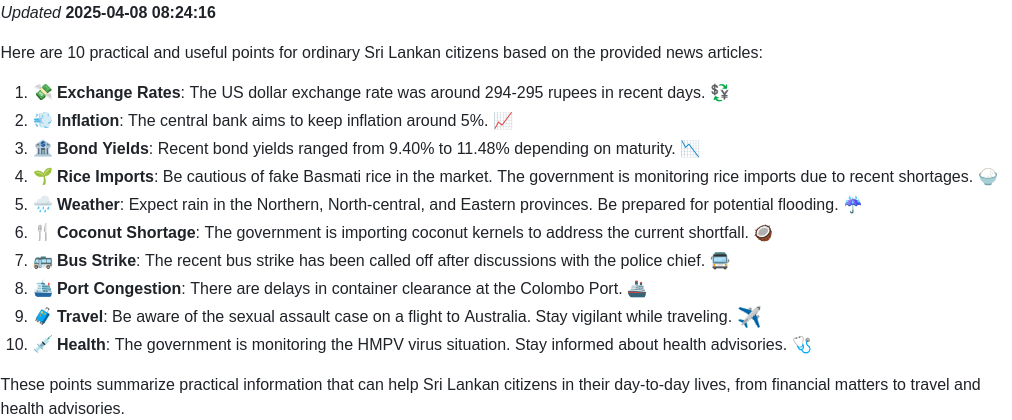 Updated 2025-04-08 08:24:16
Here are 10 practical and useful points for ordinary Sri Lankan citizens based on the provided news articles:
1. 💸 Exchange Rates: The US dollar exchange rate was around 294-295 rupees in recent days. 💱
2. 💨 Inflation: The central bank aims to keep inflation around 5%. 📈
3. 🏦 Bond Yields: Recent bond yields ranged from 9.40% to 11.48% depending on maturity. 📉
4. 🌱 Rice Imports: Be cautious of fake Basmati rice in the market. The government is monitoring rice imports due to recent shortages. 🍚
5. 🌧️ Weather: Expect rain in the Northern, North-central, and Eastern provinces. Be prepared for potential flooding. ☔
6. 🍴 Coconut Shortage: The government is importing coconut kernels to address the current shortfall. 🥥
7. 🚌 Bus Strike: The recent bus strike has been called off after discussions with the police chief. 🚍
8. 🛳️ Port Congestion: There are delays in container clearance at the Colombo Port. 🚢
9. 🧳 Travel: Be aware of the sexual assault case on a flight to Australia. Stay vigilant while traveling. ✈️
10. 💉 Health: The government is monitoring the HMPV virus situation. Stay informed about health advisories. 🩺
These points summarize practical information that can help Sri Lankan citizens in their day-to-day lives, from financial matters to travel and
health advisories.